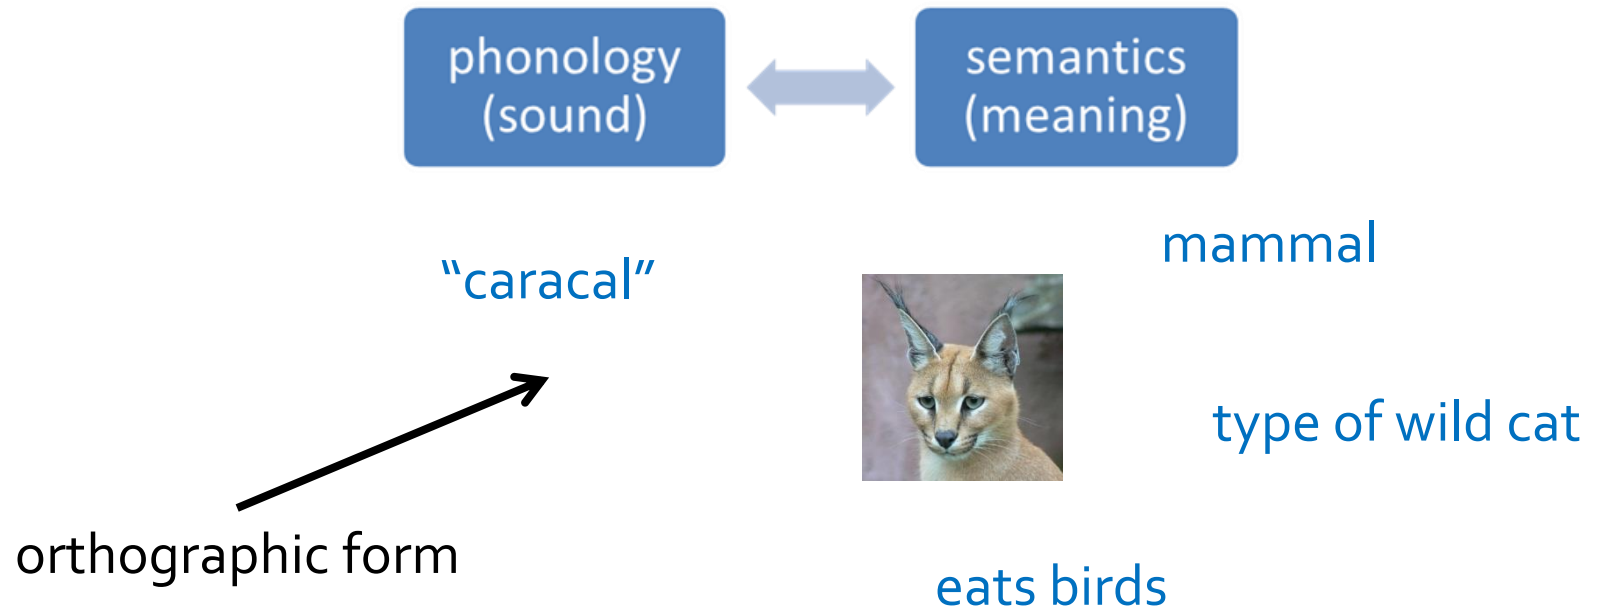 phonology
(sound)
semantics
(meaning)
mammal
“caracal”
type of wild cat
orthographic form
eats birds